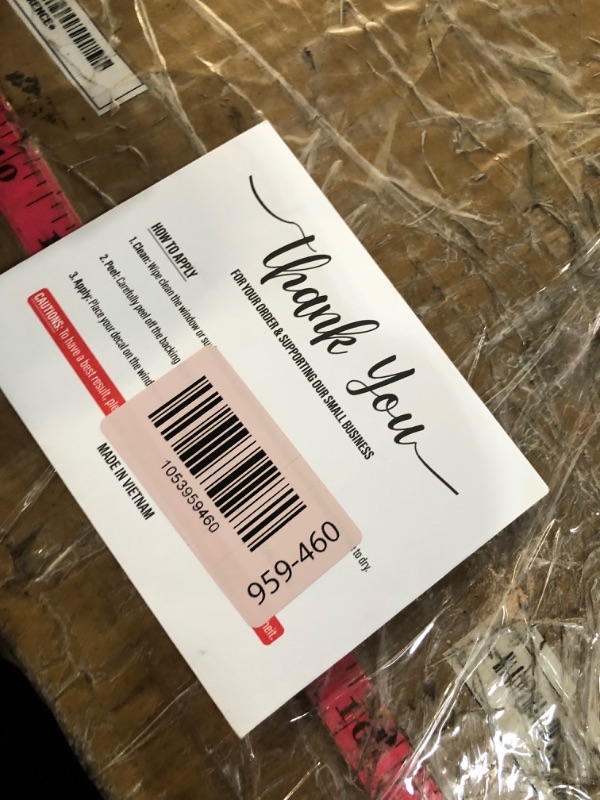 thank you
FOR YOUR ORDER & SUPPORTING OUR SMALL BUSINESS
HOW TO APPLY
1. Clean: Wipe clean the window or
2. Peel: Carefully peel off the backing
3. Apply: Place your decal on the
to dry.
CAUTIONS: To have a best result,
MADE IN VIETNAM
1053959460
959-460